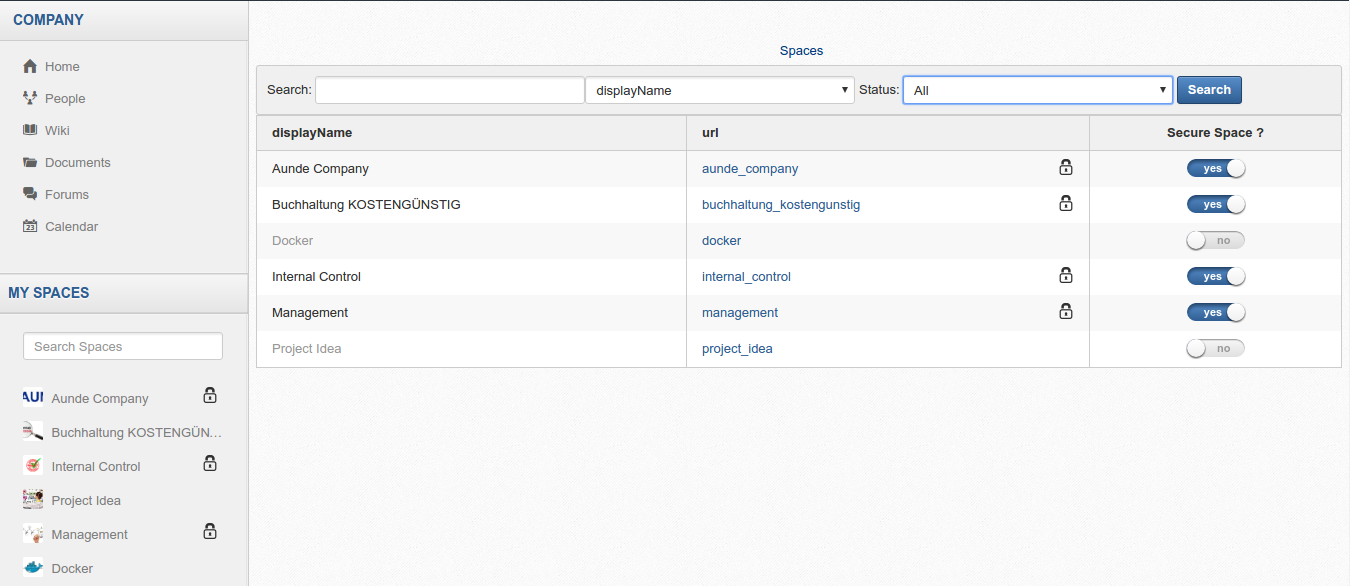 COMPANY
Home
People
Wiki
Documents
Forums
23 Calendar
MY SPACES
Search Spaces
AUN Aunde Company
Buchhaltung KOSTENGÜN...
Internal Control
Project Idea
Management
Docker
Spaces
Search: displayName Status: All Search
displayName url Secure Space ?
Aunde Company aunde_company yes
Buchhaltung KOSTENGÜNSTIG buchhaltung_kostengunstig yes
Docker docker no
Internal Control internal_control yes
Management management yes
Project Idea project_idea no